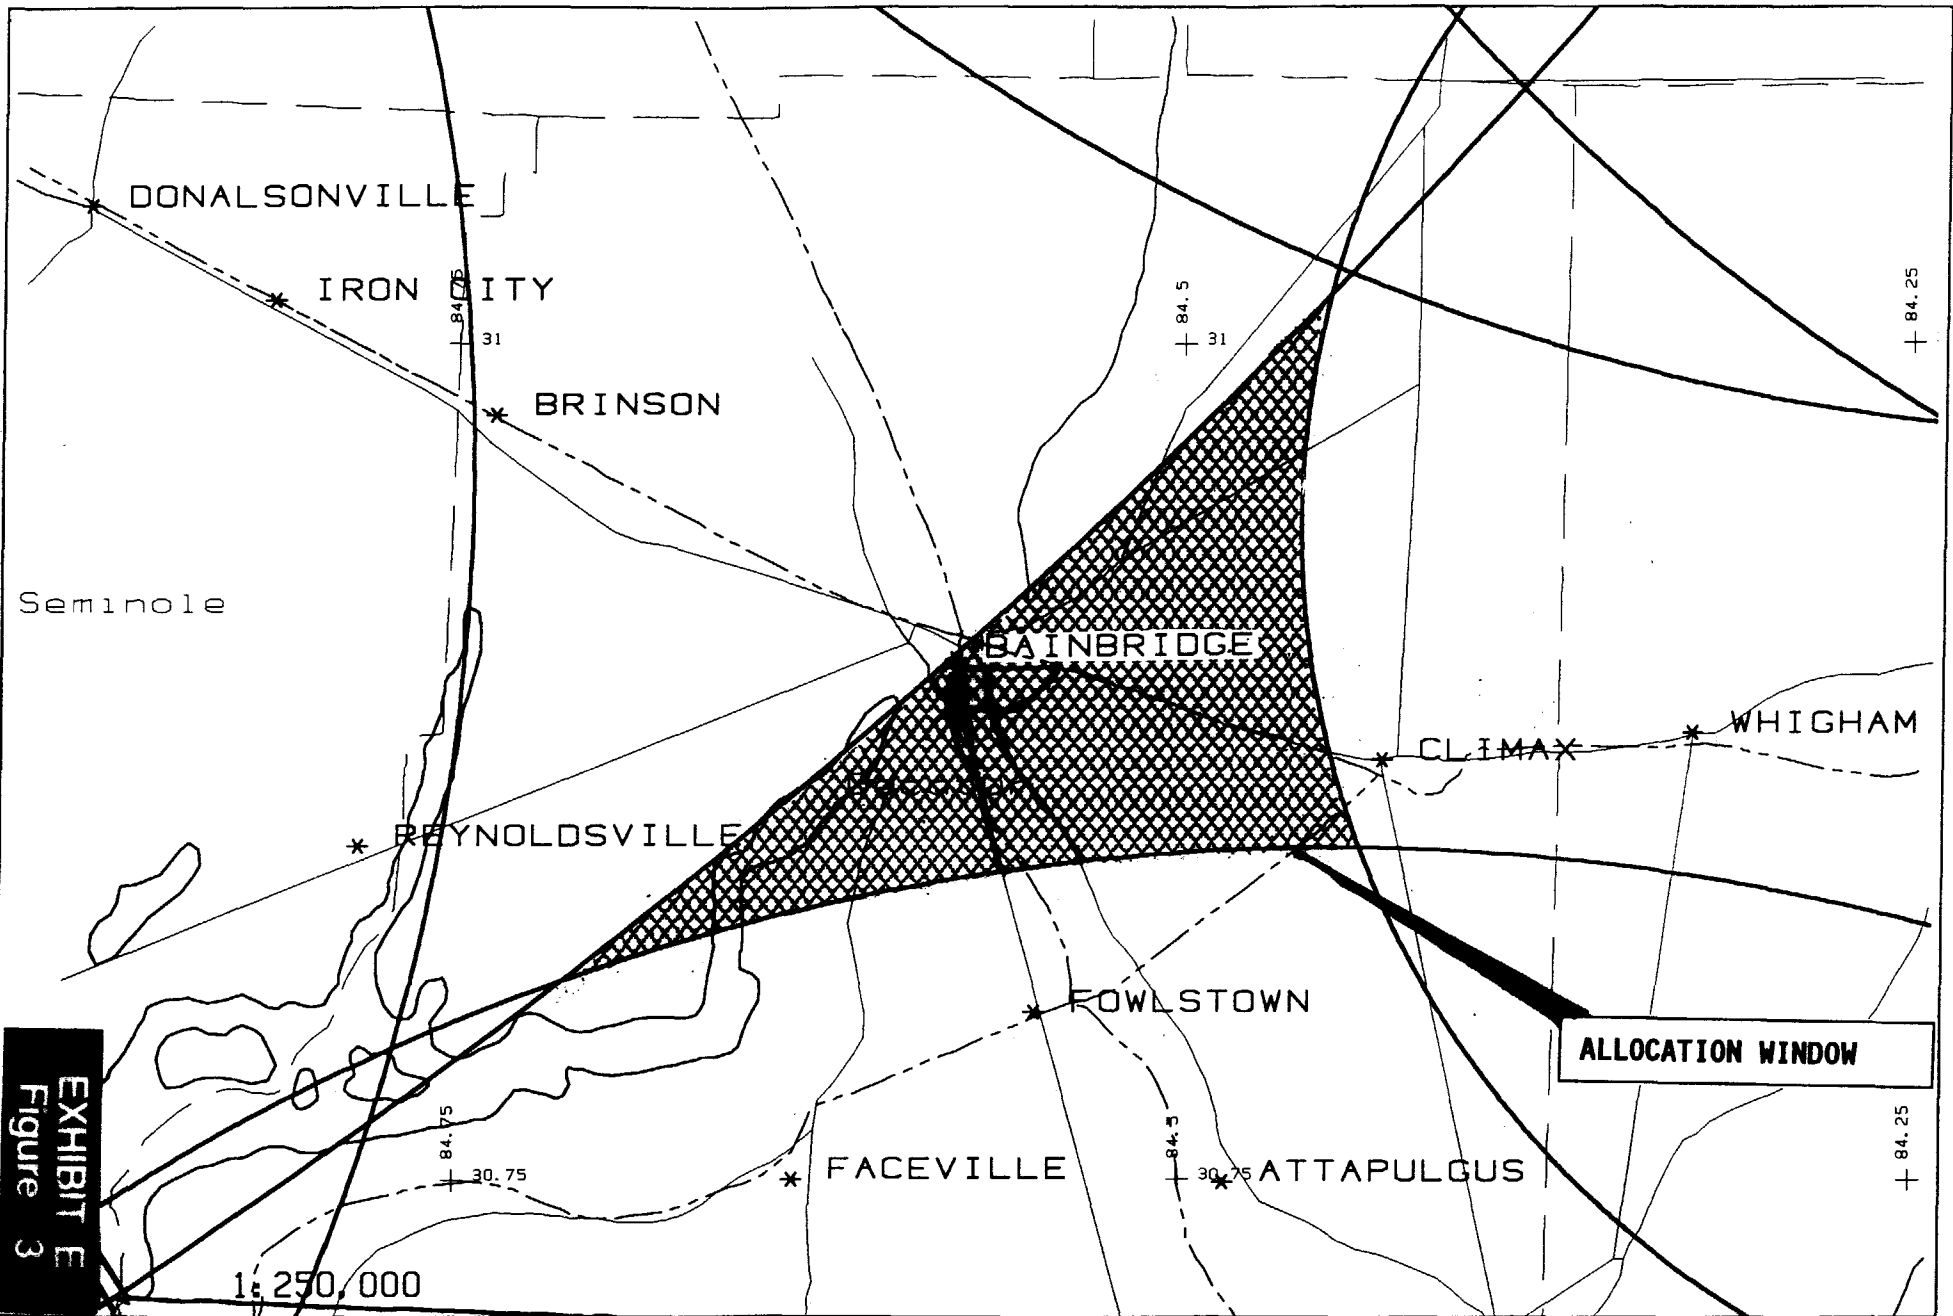 DONALSONVILLE
IRON CITY
84.75
31
84.5
31
84.25
BRINSON
Seminole
BAINBRIDGE
WHIGHAM
CLIMAX
REYNOLDSVILLE
FOWLSTOWN
ALLOCATION WINDOW
84.75
30.75
FACEVILLE
84.5
30.75
ATTAPULGUS
84.25
EXHIBIT E
Figure 3
1: 250,000